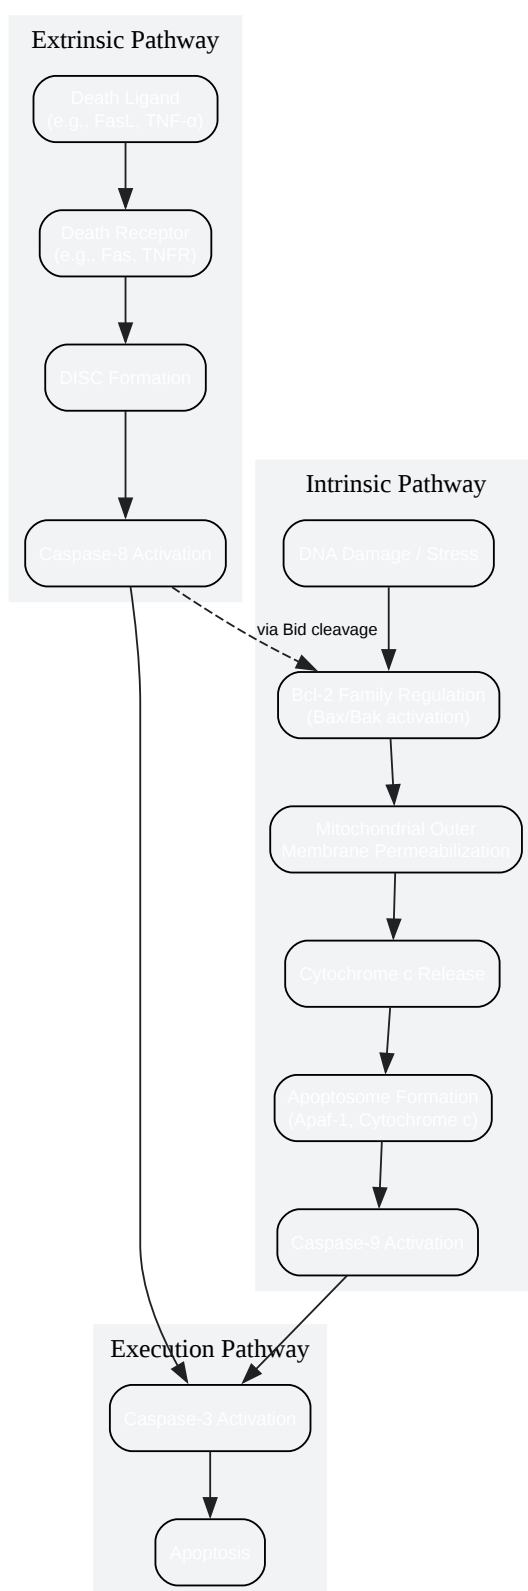 Extrinsic Pathway
Death Ligand
(e.g., FasL, TNF-α)
Death Receptor
(e.g., Fas, TNFR)
DISC Formation
Caspase-8 Activation
via Bid cleavage
Intrinsic Pathway
DNA Damage / Stress
Bcl-2 Family Regulation
(Bax/Bak activation)
Mitochondrial Outer
Membrane Permeabilization
Cytochrome c Release
Apoptosome Formation
(Apaf-1, Cytochrome c)
Caspase-9 Activation
Execution Pathway
Caspase-3 Activation
Apoptosis